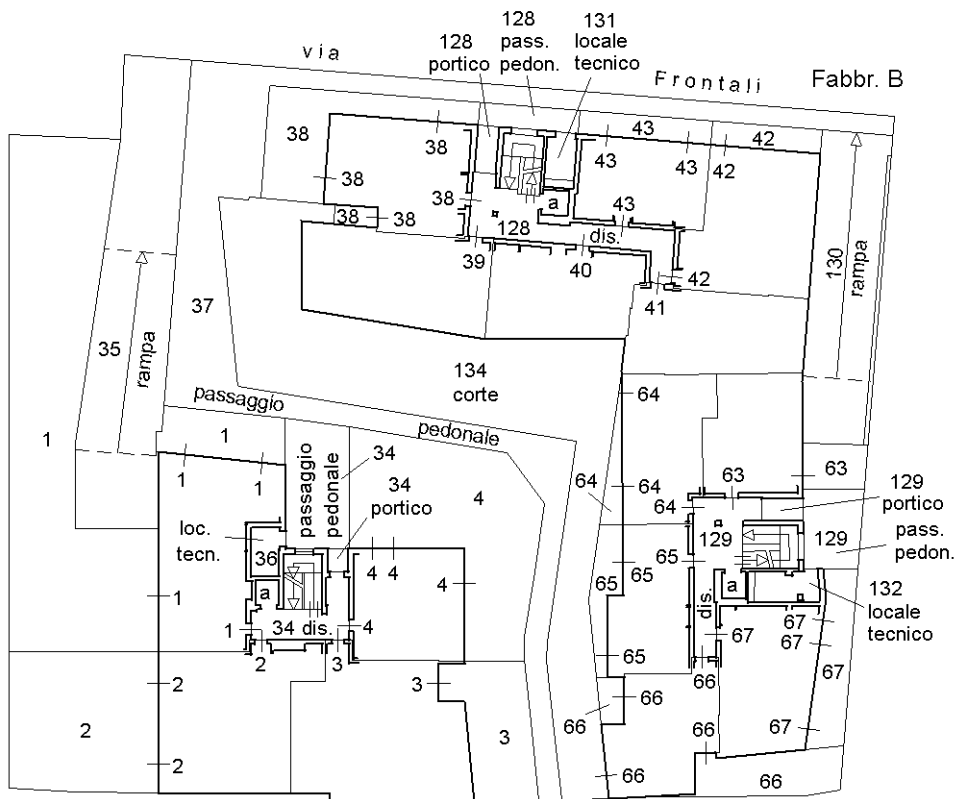 128
131
128
pass.
locale
portico
pedon.
tecnico
via
Frontali
Fabbr. B
38
38
43
43
42
43
42
38
38
38
38
43
a
128
dis.
39
40
42
41
130
rampa
37
35
rampa
134
corte
passaggio
pedonale
1
1
1
1
34
passaggio
pedonale
34
portico
4
64
64
64
64
63
63
129
portico
129
129
pass.
pedon.
loc.
tecn.
36
a
4
4
4
1
1
34
dis.
4
2
3
65
65
65
65
a
dis.
132
locale
tecnico
67
67
67
67
67
2
2
2
3
3
66
66
66
66
66
66